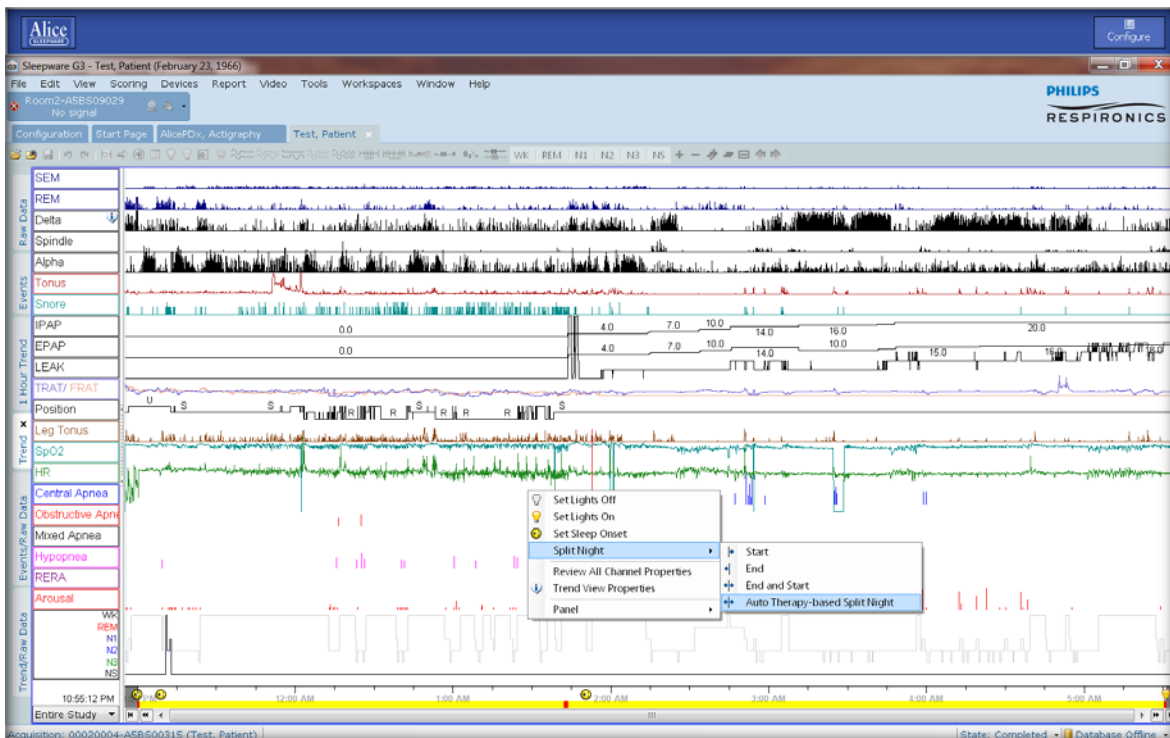 Alice
SLEEPWARE
Configure
G3 Sleepware G3 - Test, Patient (February 23, 1966)
File Edit View Scoring Devices Report Video Tools Workspaces Window Help
Room2-A5BS09029
No signal
PHILIPS
RESPIRONICS
Configuration Start Page AlicePDx, Actigraphy Test, Patient
WK REM N1 N2 N3 NS
Raw Data
Events
1 Hour Trend
Trend
Events/Raw Data
Trend/Raw Data
SEM
REM
Delta
Spindle
Alpha
Tonus
Snore
IPAP 0.0 4.0 7.0 10.0 14.0 16.0 20.0
EPAP 0.0 4.0 7.0 10.0 14.0 10.0 15.0 18.0
LEAK
TRAT/ FRAT
Position U S S R R S R R R S
Leg Tonus
SpO2
HR
Central Apnea
Obstructive Apn
Mixed Apnea
Hypopnea
RERA
Arousal
Set Lights Off
Set Lights On
Set Sleep Onset
Split Night
Review All Channel Properties
Trend View Properties
Panel
Start
End
End and Start
Auto Therapy-based Split Night
WK
REM
N1
N2
N3
NS
10:55:12 PM PM 12:00 AM 1:00 AM 2:00 AM 3:00 AM 4:00 AM 5:00 AM
Entire Study
Acquisition: 00020004-A5BS00315 (Test, Patient) State: Completed Database Offline